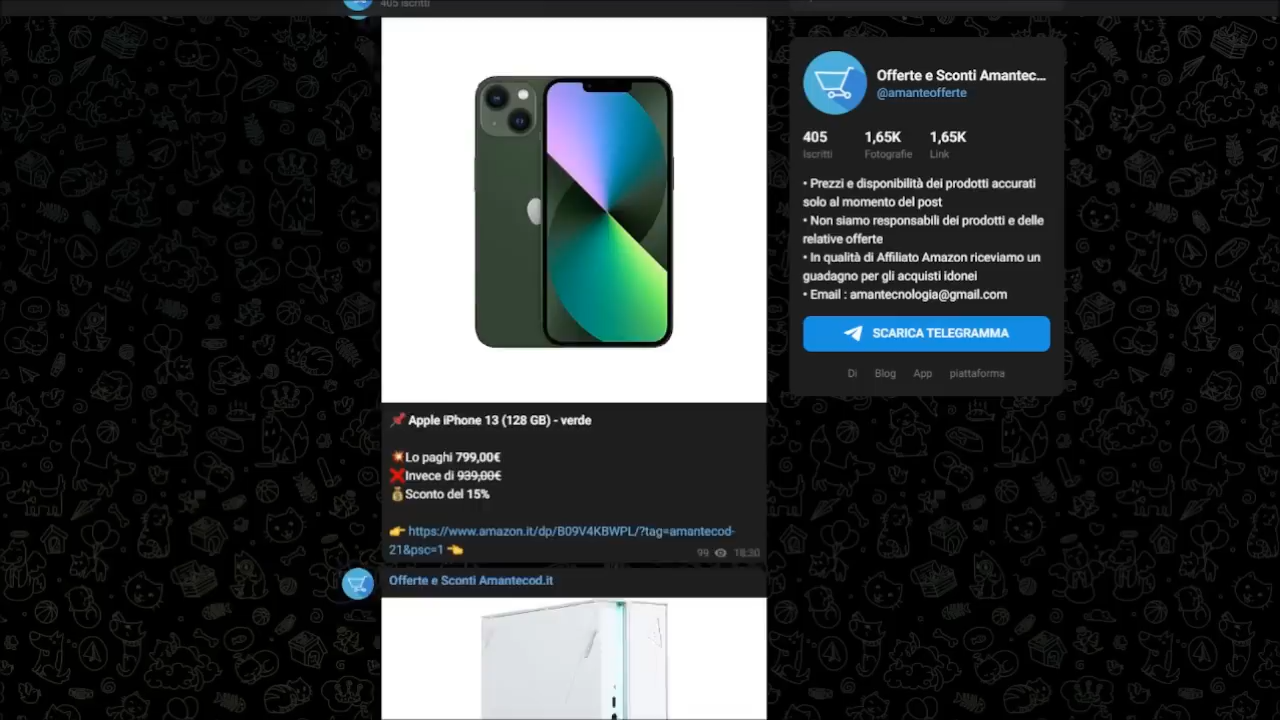 405 iscritti
📌 Apple iPhone 13 (128 GB) - verde
💥Lo paghi 799,00€
❌Invece di 939,00€
💰Sconto del 15%
👉 https://www.amazon.it/dp/B09V4KBWPL/?tag=amantecod-
21&psc=1 👈
99 18:30
Offerte e Sconti Amantecod.it
Offerte e Sconti Amantec...
@amanteofferte
405 1,65K 1,65K
Iscritti Fotografie Link
• Prezzi e disponibilità dei prodotti accurati
solo al momento del post
• Non siamo responsabili dei prodotti e delle
relative offerte
• In qualità di Affiliato Amazon riceviamo un
guadagno per gli acquisti idonei
• Email : amantecnologia@gmail.com
SCARICA TELEGRAMMA
Di Blog App piattaforma